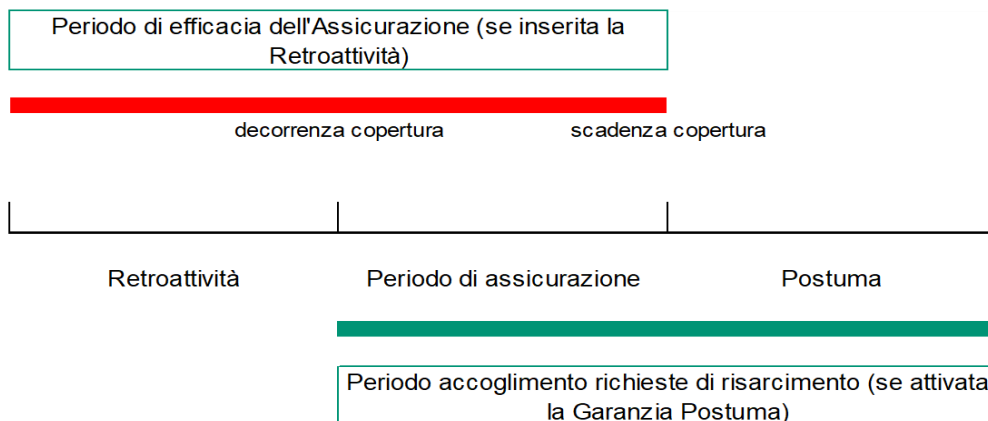 Periodo di efficacia dell'Assicurazione (se inserita la
Retroattività)
decorrenza copertura
scadenza copertura
Retroattività
Periodo di assicurazione
Postuma
Periodo accoglimento richieste di risarcimento (se attivata
la Garanzia Postuma)